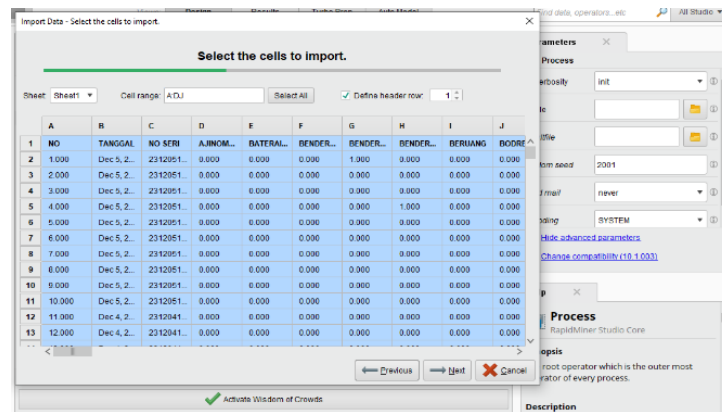 Import Data - Select the cells to import.
Design Results Turbo Prep Auto Model
find data, operators...etc All Studio
Select the cells to import.
Sheet: Sheet1 Cell range: A:DJ Select All Define header row: 1
A B C D E F G H I J
1 NO TANGGAL NO SERI AJINOM... BATERAI... BENDER... BENDER... BENDER... BERUANG BODRE
2 1.000 Dec 5, 2... 2312051... 0.000 0.000 0.000 1.000 0.000 0.000 0.000
3 2.000 Dec 5, 2... 2312051... 0.000 0.000 0.000 0.000 0.000 0.000 0.000
4 3.000 Dec 5, 2... 2312051... 0.000 0.000 0.000 0.000 0.000 0.000 0.000
5 4.000 Dec 5, 2... 2312051... 0.000 0.000 0.000 0.000 1.000 0.000 0.000
6 5.000 Dec 5, 2... 2312051... 0.000 0.000 0.000 0.000 0.000 0.000 0.000
7 6.000 Dec 5, 2... 2312051... 0.000 0.000 0.000 0.000 0.000 0.000 0.000
8 7.000 Dec 5, 2... 2312051... 0.000 0.000 0.000 0.000 0.000 0.000 0.000
9 8.000 Dec 5, 2... 2312051... 0.000 0.000 0.000 0.000 0.000 0.000 0.000
10 9.000 Dec 5, 2... 2312051... 0.000 0.000 0.000 0.000 0.000 0.000 0.000
11 10.000 Dec 5, 2... 2312051... 0.000 0.000 0.000 0.000 0.000 0.000 0.000
12 11.000 Dec 4, 2... 2312041... 0.000 0.000 0.000 0.000 0.000 0.000 0.000
13 12.000 Dec 4, 2... 2312041... 0.000 0.000 0.000 0.000 0.000 0.000 0.000
Previous Next Cancel
Activate Wisdom of Crowds
rameters
Process
erbosity init
le
ltfile
dom seed 2001
d mail never
oding SYSTEM
Hide advanced parameters
Change compatibility (10.1.003)
p
Process
RapidMiner Studio Core
opsis
root operator which is the outer most
rator of every process.
Description